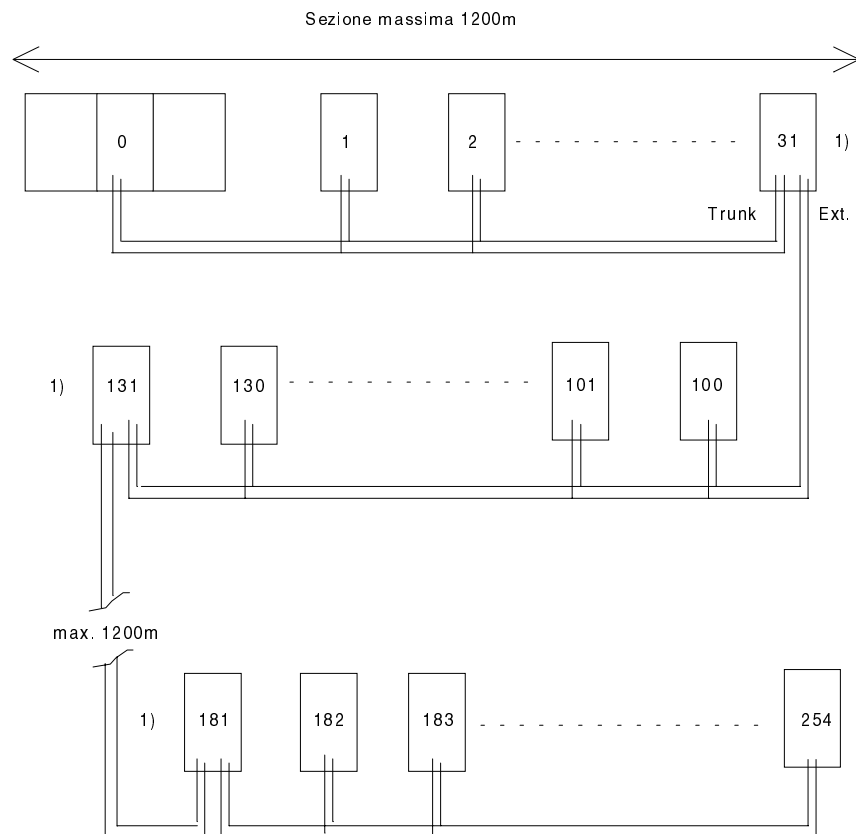 Sezione massima 1200m
0 1 2 31 1)
Trunk Ext.
1) 131 130 101 100
max. 1200m
1) 181 182 183 254